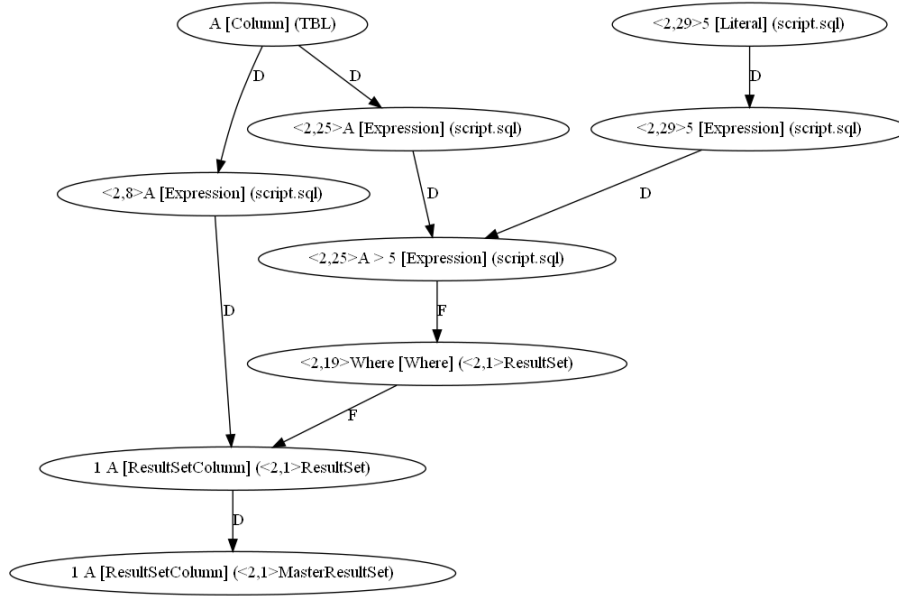 A [Column] (TBL)
<2,29>5 [Literal] (script.sql)
D
D
D
<2,25>A [Expression] (script.sql)
<2,29>5 [Expression] (script.sql)
<2,8>A [Expression] (script.sql)
D
D
<2,25>A > 5 [Expression] (script.sql)
D
F
<2,19>Where [Where] (<2,1>ResultSet)
F
1 A [ResultSetColumn] (<2,1>ResultSet)
D
1 A [ResultSetColumn] (<2,1>MasterResultSet)